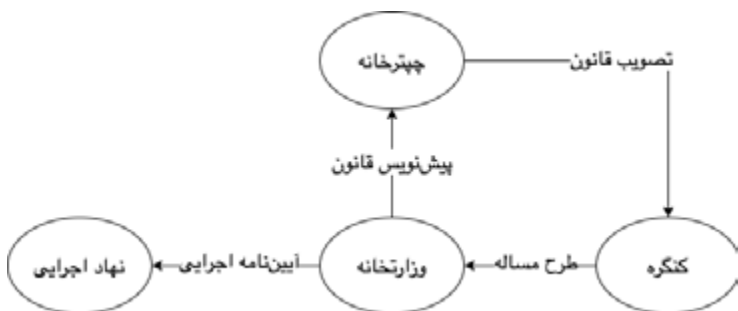 چپترخانه
تصویب قانون
پیش‌نویس قانون
کنگره
طرح مساله
وزارتخانه
آیین‌نامه اجرایی
نهاد اجرایی